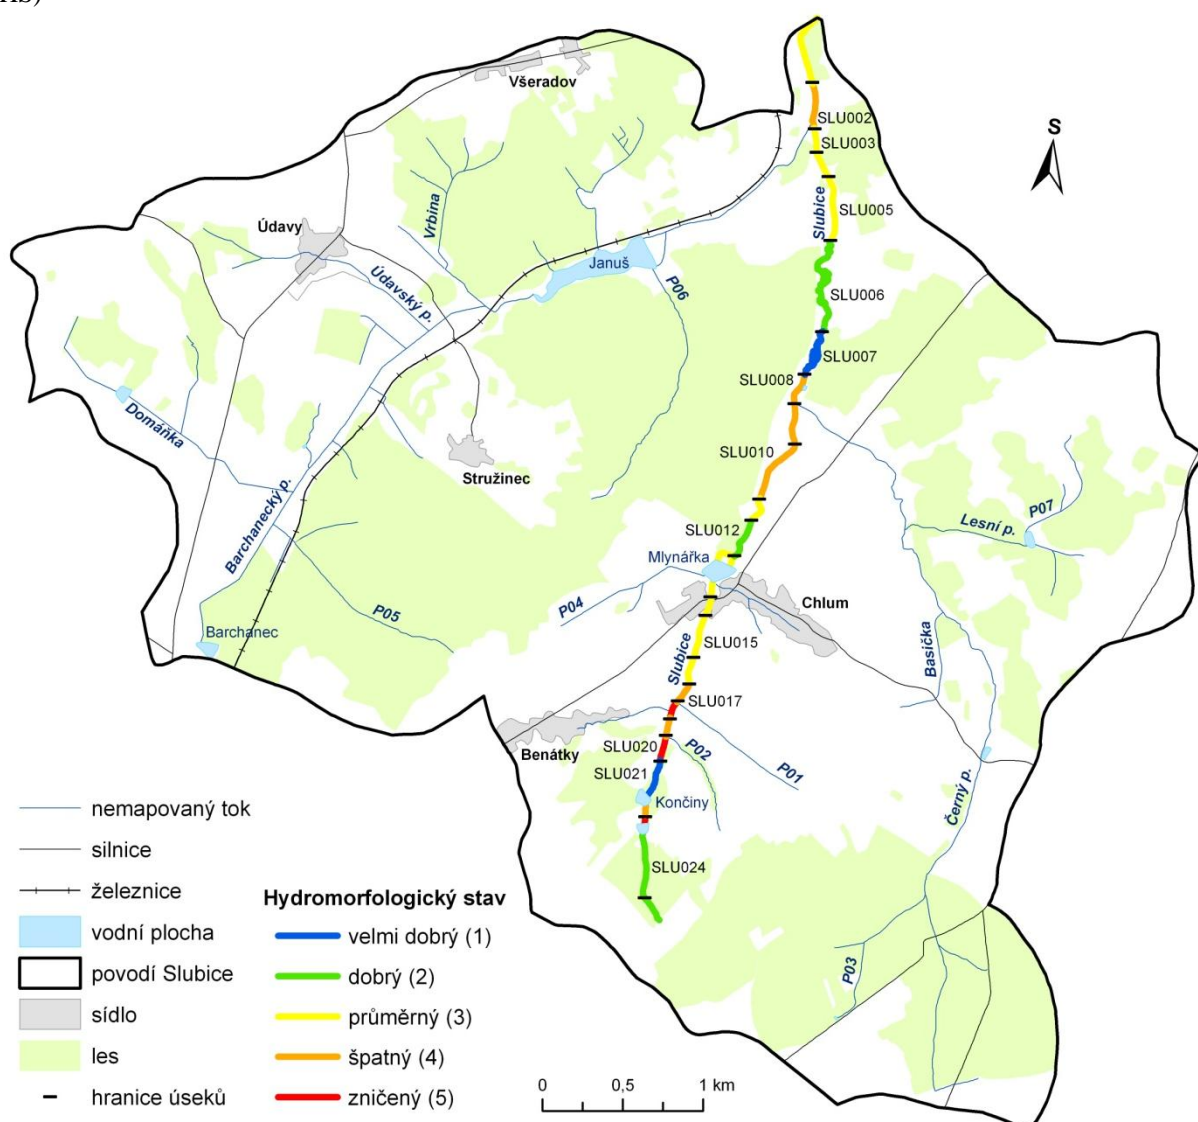 Všeradov
SLU002
SLU003
S
Vrbina
Údavy
Slubice
SLU005
Januš
Údavský p.
P06
SLU006
SLU007
SLU008
Domáňka
SLU010
Stružinec
Barchanecký p.
P07
Lesní p.
SLU012
Mlynářka
P04
Chlum
P05
Barchanec
Slubice
SLU015
Basička
SLU017
Benátky
SLU020
P02
P01
SLU021
Končiny
Černý p.
SLU024
P03
nemapovaný tok
silnice
železnice
vodní plocha
povodí Slubice
sídlo
les
hranice úseků
Hydromorfologický stav
velmi dobrý (1)
dobrý (2)
průměrný (3)
špatný (4)
zničený (5)
0 0,5 1 km